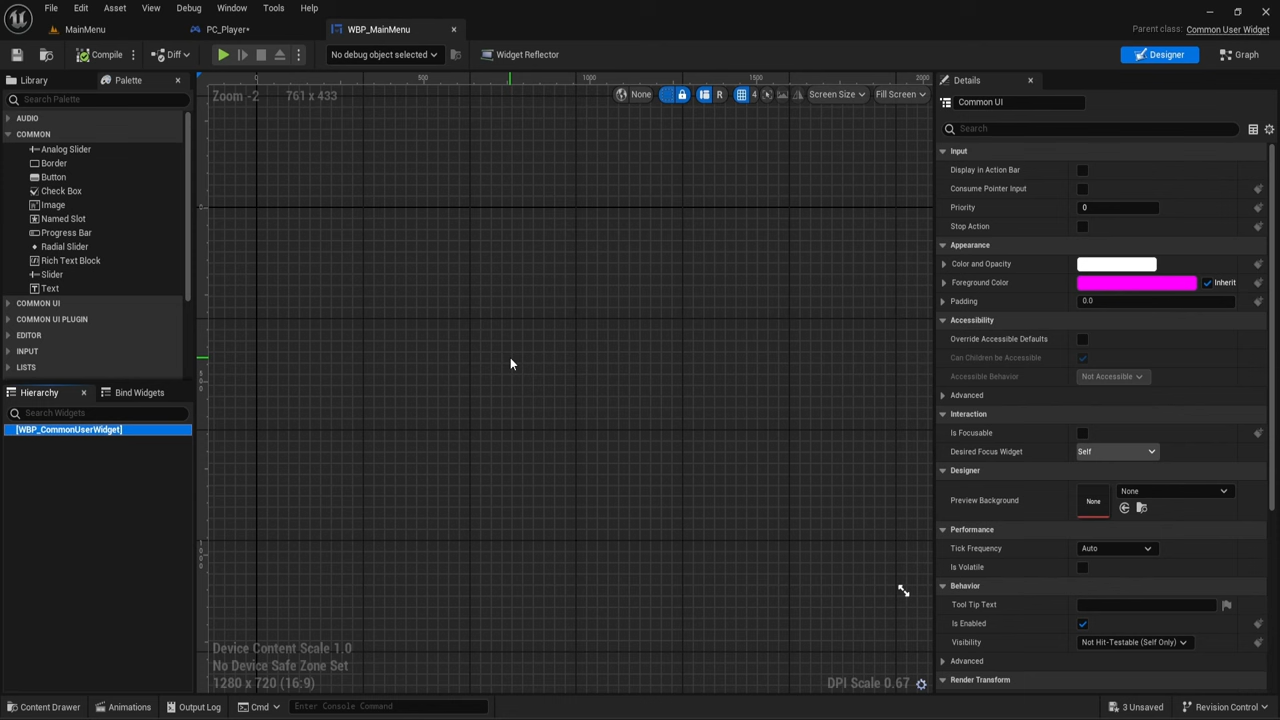 File Edit Asset View Debug Window Tools Help
MainMenu PC_Player* WBP_MainMenu
Parent class: Common User Widget
Compile Diff No debug object selected Widget Reflector Designer Graph
Library Palette
Search Palette
AUDIO
COMMON
Analog Slider
Border
Button
Check Box
Image
Named Slot
Progress Bar
Radial Slider
Rich Text Block
Slider
Text
COMMON UI
COMMON UI PLUGIN
EDITOR
INPUT
LISTS
Hierarchy Bind Widgets
Search Widgets
[WBP_CommonUserWidget]
0 500 1000 1500 2000
Zoom -2 761 x 433
None R 4 Screen Size Fill Screen
0
5
0
0
1
0
0
0
Device Content Scale 1.0
No Device Safe Zone Set
1280 x 720 (16:9)
DPI Scale 0.67
Details
Common UI
Search
Input
Display in Action Bar
Consume Pointer Input
Priority 0
Stop Action
Appearance
Color and Opacity
Foreground Color Inherit
Padding 0.0
Accessibility
Override Accessible Defaults
Can Children be Accessible
Accessible Behavior Not Accessible
Advanced
Interaction
Is Focusable
Desired Focus Widget Self
Designer
Preview Background None None
Performance
Tick Frequency Auto
Is Volatile
Behavior
Tool Tip Text
Is Enabled
Visibility Not Hit-Testable (Self Only)
Advanced
Render Transform
Content Drawer Animations Output Log Cmd Enter Console Command
3 Unsaved Revision Control